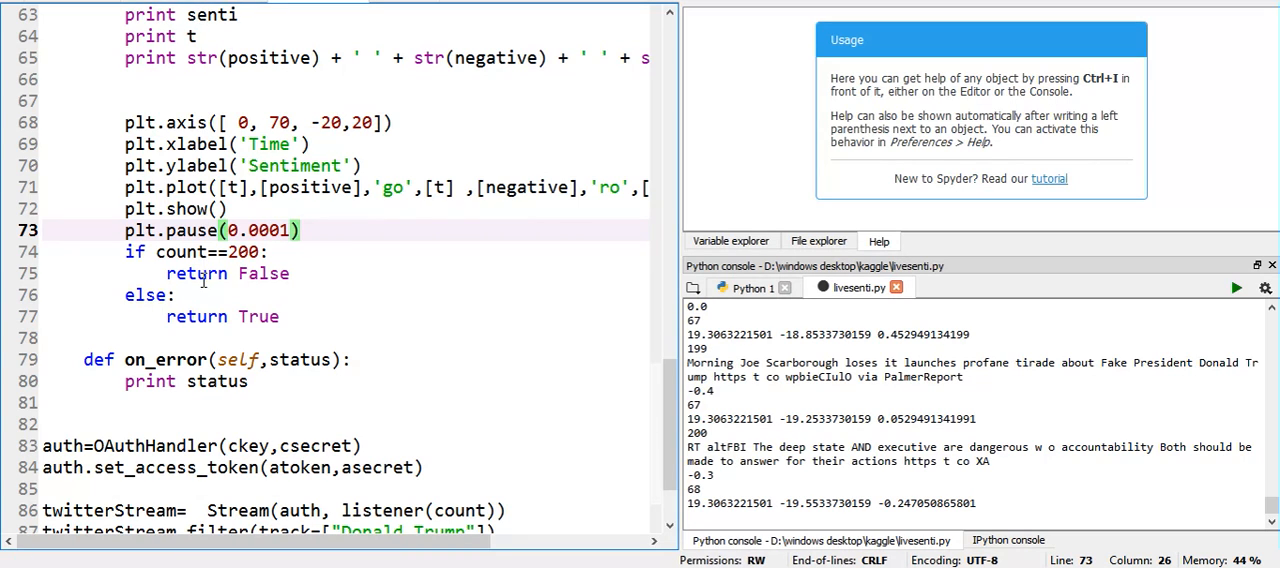 63 print senti
64 print t
65 print str(positive) + ' ' + str(negative) + ' ' + s
66
67
68 plt.axis([ 0, 70, -20,20])
69 plt.xlabel('Time')
70 plt.ylabel('Sentiment')
71 plt.plot([t],[positive],'go',[t] ,[negative],'ro',[
72 plt.show()
73 plt.pause(0.0001)
74 if count==200:
75 return False
76 else:
77 return True
78
79 def on_error(self,status):
80 print status
81
82
83 auth=OAuthHandler(ckey,csecret)
84 auth.set_access_token(atoken,asecret)
85
86 twitterStream= Stream(auth, listener(count))
87 twitterStream.filter(track=["Donald Trump"])
Usage
Here you can get help of any object by pressing Ctrl+I in
front of it, either on the Editor or the Console.
Help can also be shown automatically after writing a left
parenthesis next to an object. You can activate this
behavior in Preferences > Help.
New to Spyder? Read our tutorial
Variable explorer File explorer Help
Python console - D:\windows desktop\kaggle\livesenti.py
Python 1 livesenti.py
0.0
67
19.3063221501 -18.8533730159 0.452949134199
199
Morning Joe Scarborough loses it launches profane tirade about Fake President Donald Tr
ump https t co wpbieCIulO via PalmerReport
-0.4
67
19.3063221501 -19.2533730159 0.0529491341991
200
RT altFBI The deep state AND executive are dangerous w o accountability Both should be
made to answer for their actions https t co XA
-0.3
68
19.3063221501 -19.5533730159 -0.247050865801
Python console - D:\windows desktop\kaggle\livesenti.py IPython console
Permissions: RW End-of-lines: CRLF Encoding: UTF-8 Line: 73 Column: 26 Memory: 44 %